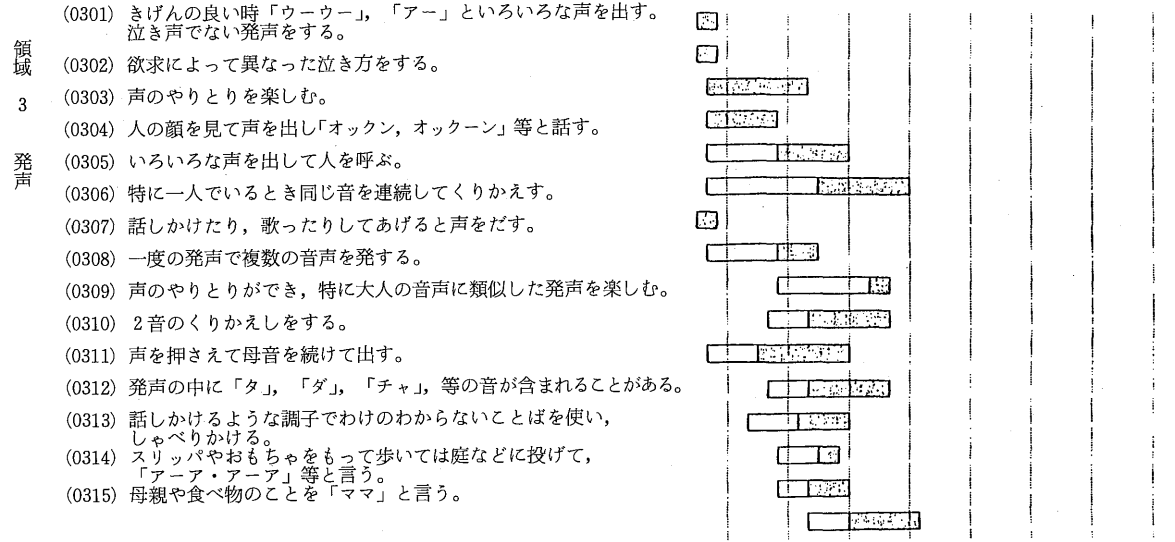 領域 3 発声
(0301) きげんの良い時「ウーウー」,「アー」といろいろな声を出す。
泣き声でない発声をする。
(0302) 欲求によって異なった泣き方をする。
(0303) 声のやりとりを楽しむ。
(0304) 人の顔を見て声を出し「オックン,オックーン」等と話す。
(0305) いろいろな声を出して人を呼ぶ。
(0306) 特に一人でいるとき同じ音を連続してくりかえす。
(0307) 話しかけたり,歌ったりしてあげると声をだす。
(0308) 一度の発声で複数の音声を発する。
(0309) 声のやりとりができ,特に大人の音声に類似した発声を楽しむ。
(0310) 2音のくりかえしをする。
(0311) 声を押さえて母音を続けて出す。
(0312) 発声の中に「タ」,「ダ」,「チャ」,等の音が含まれることがある。
(0313) 話しかけるような調子でわけのわからないことばを使い,
しゃべりかける。
(0314) スリッパやおもちゃをもって歩いては庭などに投げて,
「アーア・アーア」等と言う。
(0315) 母親や食べ物のことを「ママ」と言う。